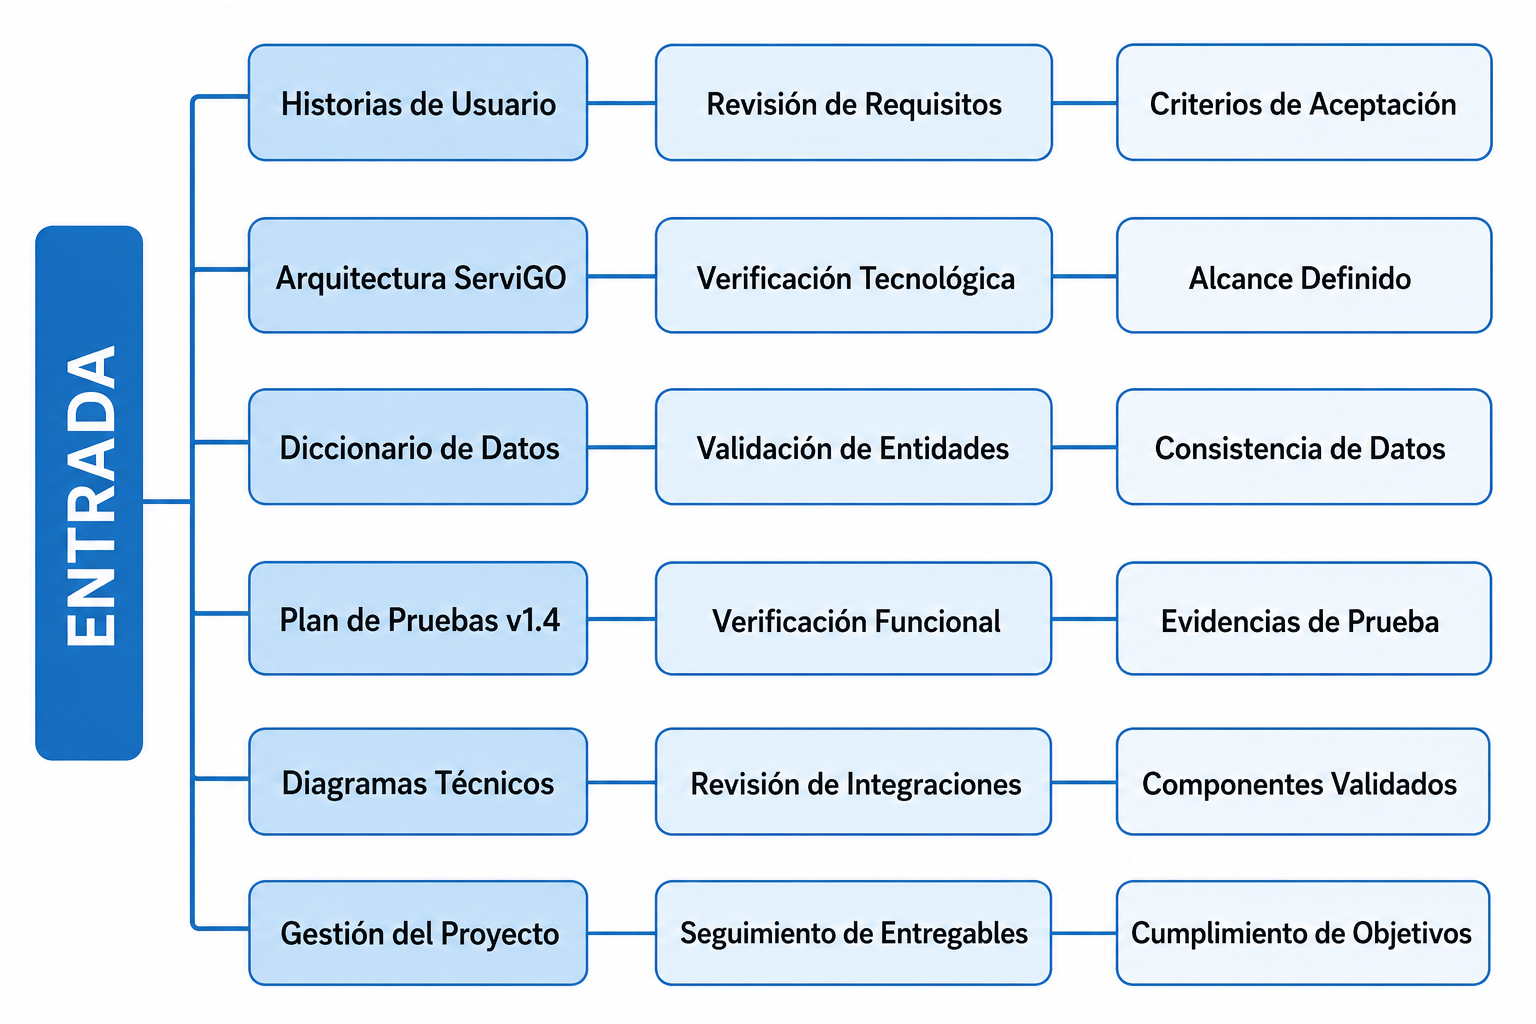 ENTRADA
Historias de Usuario
Revisión de Requisitos
Criterios de Aceptación
Arquitectura ServiGO
Verificación Tecnológica
Alcance Definido
Diccionario de Datos
Validación de Entidades
Consistencia de Datos
Plan de Pruebas v1.4
Verificación Funcional
Evidencias de Prueba
Diagramas Técnicos
Revisión de Integraciones
Componentes Validados
Gestión del Proyecto
Seguimiento de Entregables
Cumplimiento de Objetivos